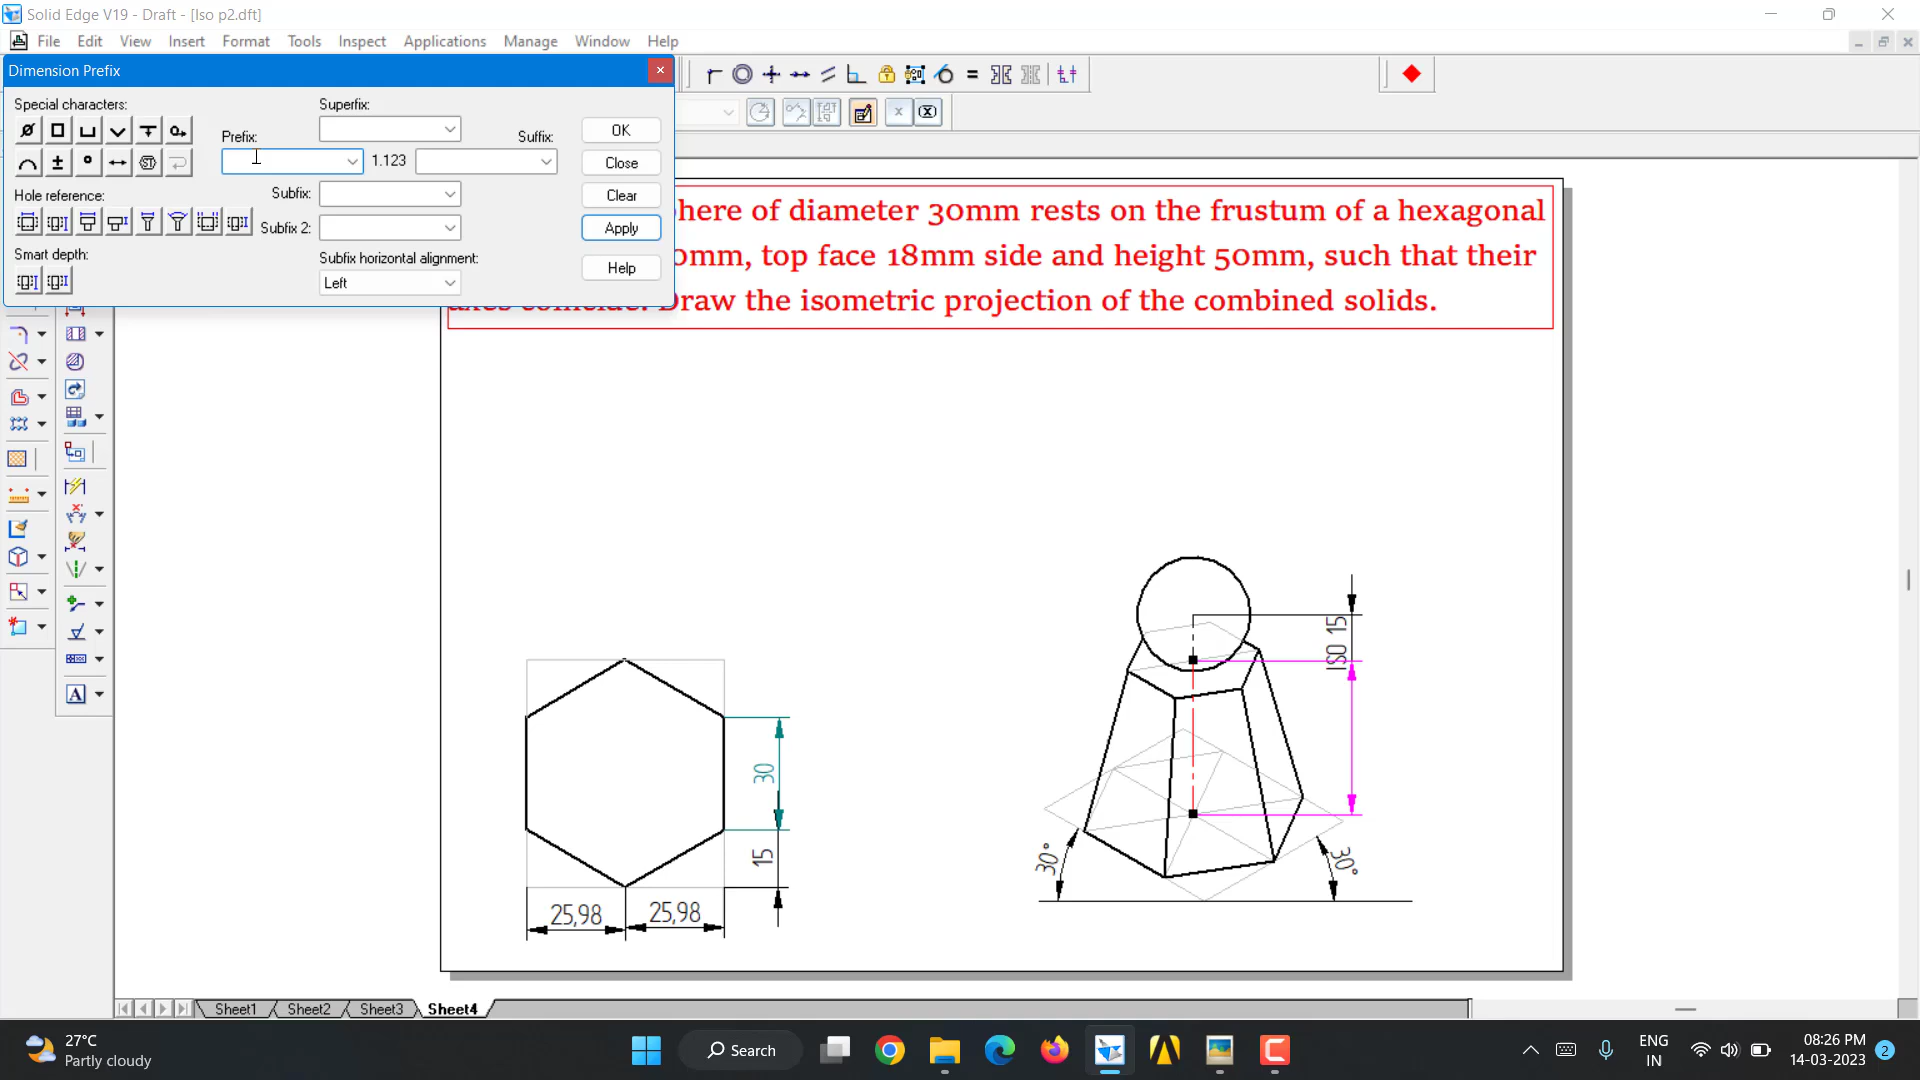 Solid Edge V19 - Draft - [Iso p2.dft]
File Edit View Insert Format Tools Inspect Applications Manage Window Help
Dimension Prefix
Special characters:
Superfix:
Prefix:
Suffix:
OK
1.123
Close
Hole reference:
Subfix:
Clear
Subfix 2:
Apply
Smart depth:
Subfix horizontal alignment:
Help
Left
here of diameter 30mm rests on the frustum of a hexagonal
0mm, top face 18mm side and height 50mm, such that their
axes coincide. Draw the isometric projection of the combined solids.
ISO 15
30
15
25,98
25,98
30°
30°
Sheet1 Sheet2 Sheet3 Sheet4
27°C
Partly cloudy
Search
ENG
IN
08:26 PM
14-03-2023
2